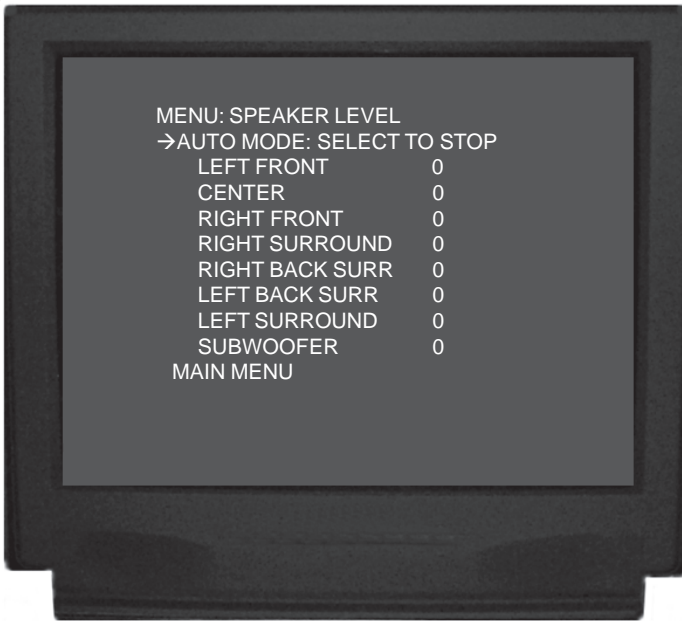 MENU: SPEAKER LEVEL
→AUTO MODE: SELECT TO STOP
LEFT FRONT 0
CENTER 0
RIGHT FRONT 0
RIGHT SURROUND 0
RIGHT BACK SURR 0
LEFT BACK SURR 0
LEFT SURROUND 0
SUBWOOFER 0
MAIN MENU